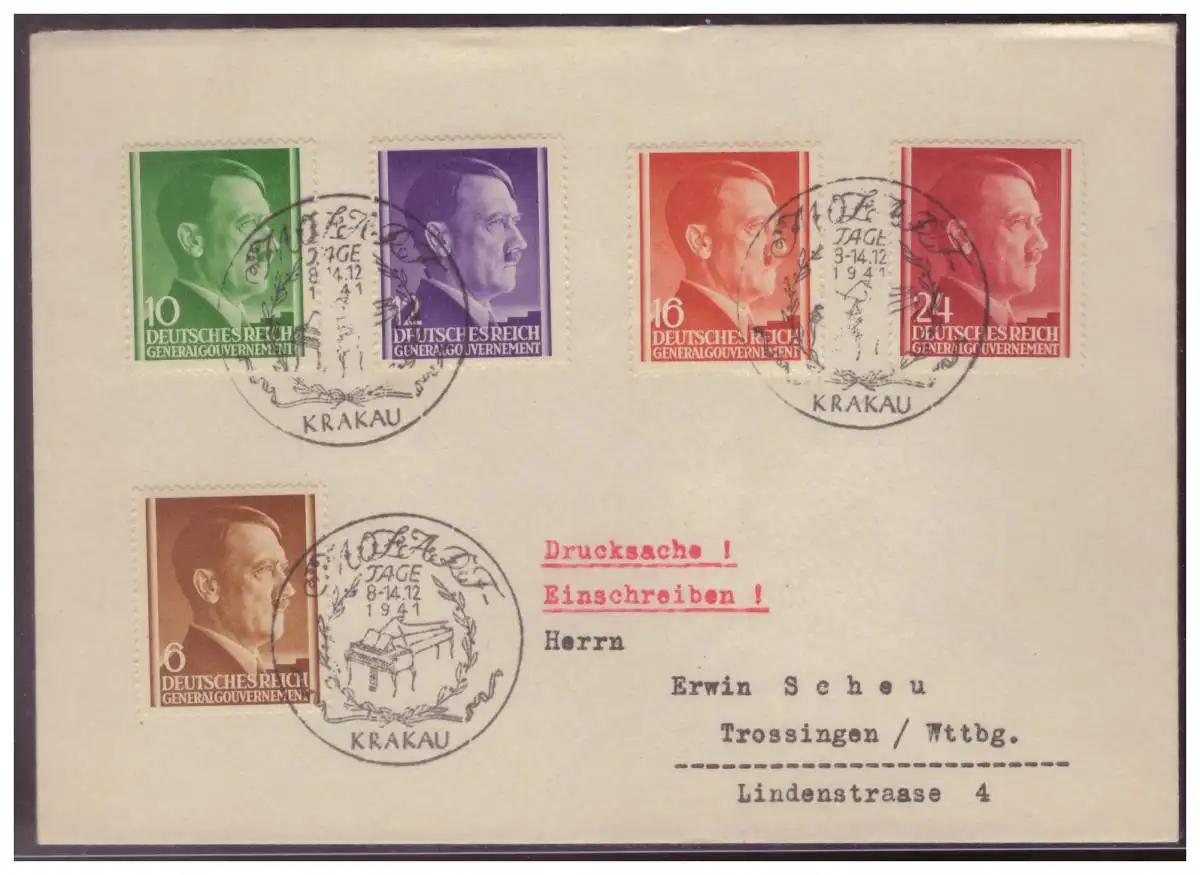 10
DEUTSCHES REICH
GENERALGOUVERNEMENT
12
DEUTSCHES REICH
GENERALGOUVERNEMENT
TAGE
8-14.12
1941
KRAKAU
16
DEUTSCHES REICH
GENERALGOUVERNEMENT
24
DEUTSCHES REICH
GENERALGOUVERNEMENT
TAGE
8-14.12
1941
KRAKAU
6
DEUTSCHES REICH
GENERALGOUVERNEMENT
MOZART-
TAGE
8-14.12
1941
KRAKAU
Drucksache !
Einschreiben !
Herrn
Erwin Scheu
Trossingen / Wttbg.
Lindenstraase 4